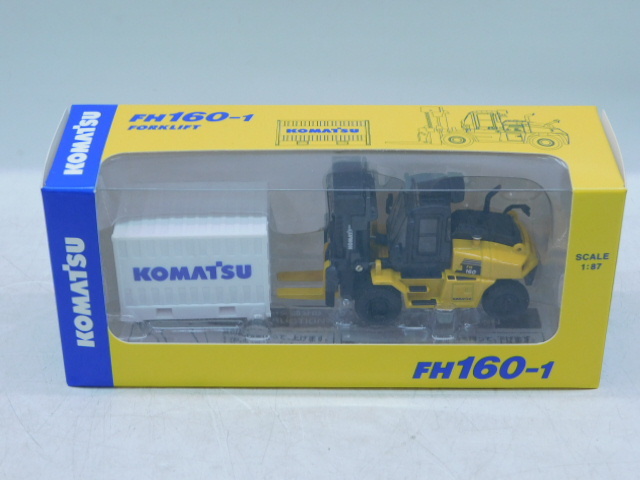 KOMATSU
FH160-1
FORKLIFT
KOMATSU
KOMATSU
KOMATSU
SCALE
1:87
FH160-1